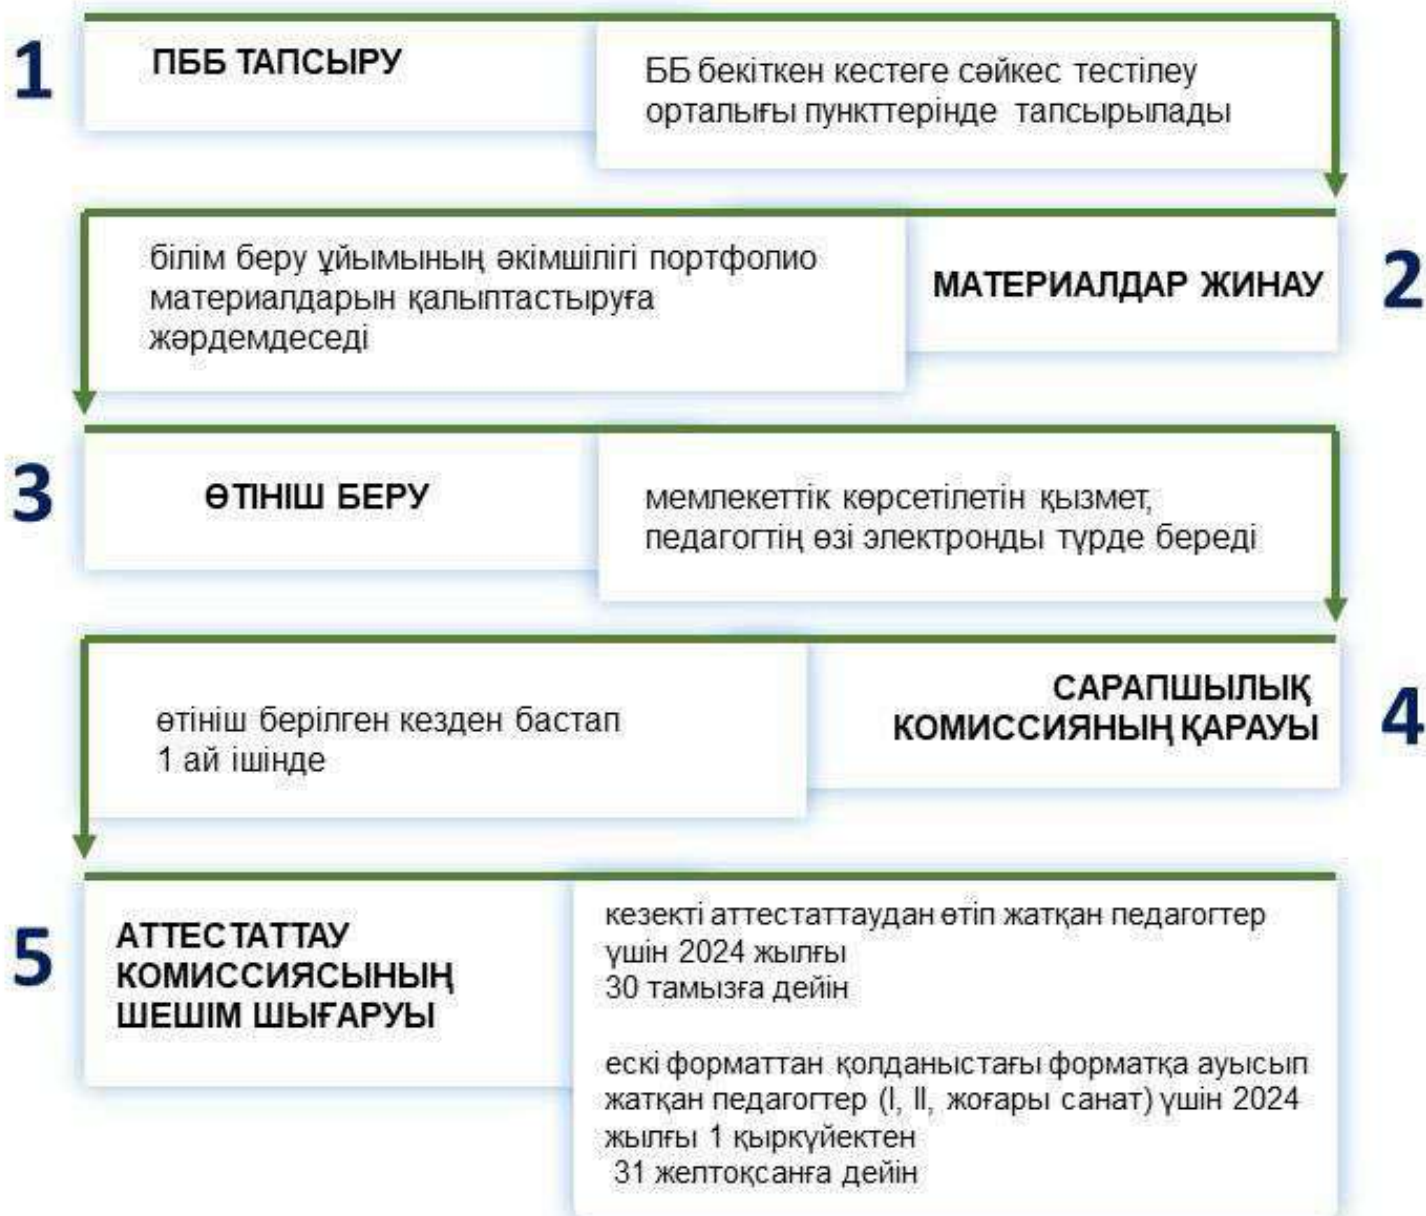 1
ПББ ТАПСЫРУ
ББ бекіткен кестеге сәйкес тестілеу
орталығы пункттерінде тапсырылады
білім беру ұйымының әкімшілігі портфолио
материалдарын қалыптастыруға
жәрдемдеседі
МАТЕРИАЛДАР ЖИНАУ
2
3
ӨТІНІШ БЕРУ
мемлекеттік көрсетілетін қызмет,
педагогтің өзі электронды түрде береді
өтініш берілген кезден бастап
1 ай ішінде
САРАПШЫЛЫҚ
КОМИССИЯНЫҢ ҚАРАУЫ
4
5
АТТЕСТАТТАУ
КОМИССИЯСЫНЫҢ
ШЕШІМ ШЫҒАРУЫ
кезекті аттестаттаудан өтіп жатқан педагогтер
үшін 2024 жылғы
30 тамызға дейін
ескі форматтан қолданыстағы форматқа ауысып
жатқан педагогтер (І, ІІ, жоғары санат) үшін 2024
жылғы 1 қыркүйектен
31 желтоқсанға дейін